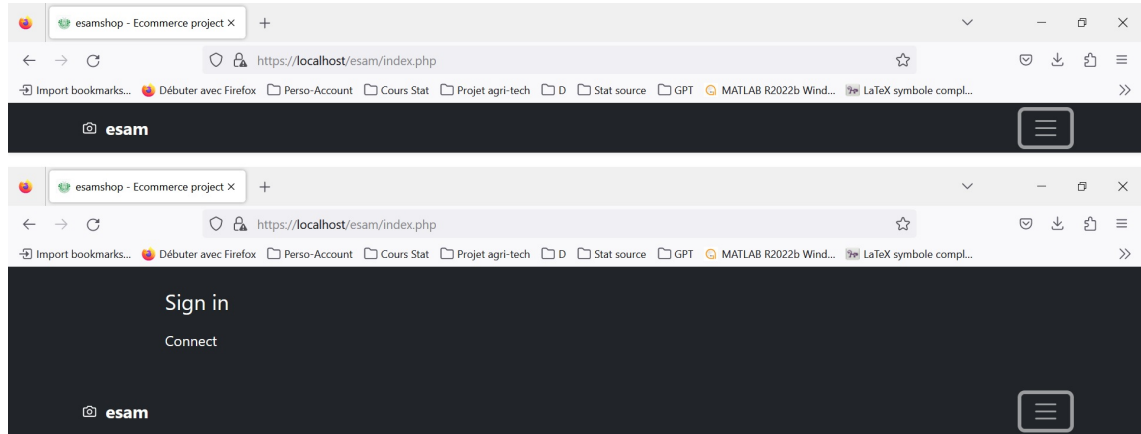 esamshop - Ecommerce project
https://localhost/esam/index.php
Import bookmarks... Débuter avec Firefox Perso-Account Cours Stat Projet agri-tech D Stat source GPT MATLAB R2022b Wind... LaTeX symbole compl...
esam
esamshop - Ecommerce project
https://localhost/esam/index.php
Import bookmarks... Débuter avec Firefox Perso-Account Cours Stat Projet agri-tech D Stat source GPT MATLAB R2022b Wind... LaTeX symbole compl...
Sign in
Connect
esam